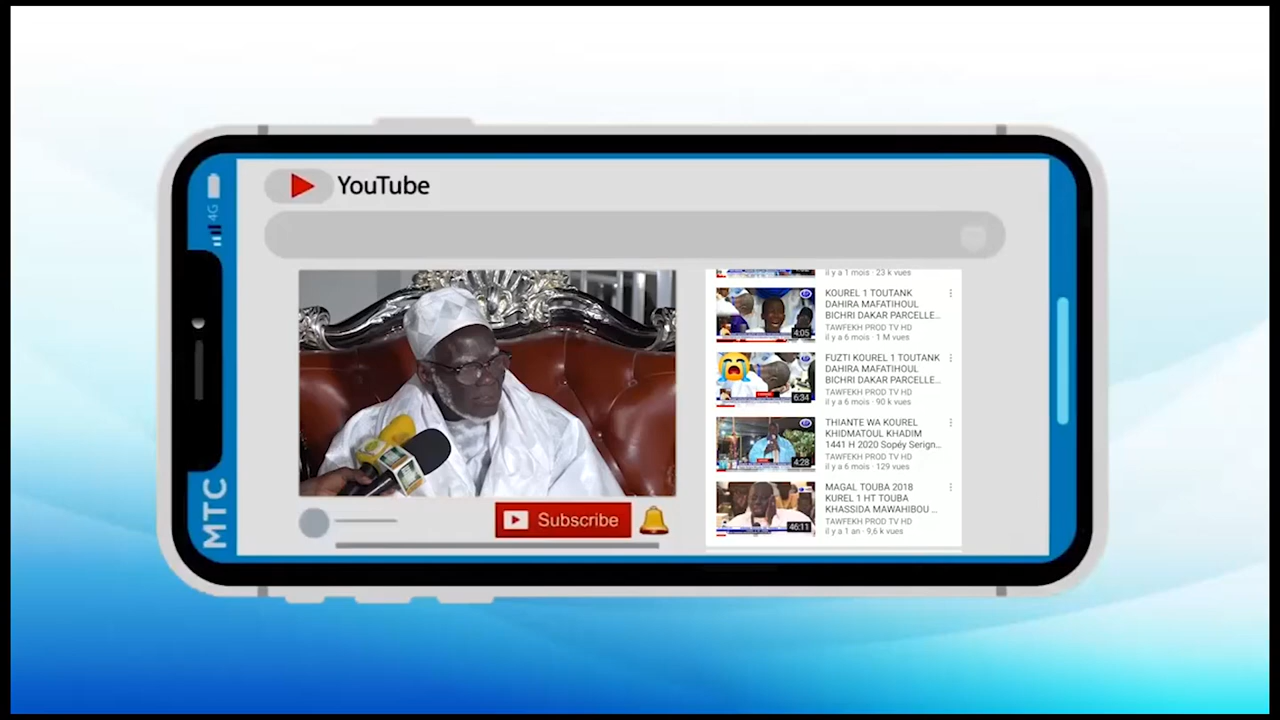 YouTube
4G
MTC
Subscribe
il y a 1 mois · 23 k vues
KOUREL 1 TOUTANK
DAHIRA MAFATIHOUL
BICHRI DAKAR PARCELLE...
TAWFEKH PROD TV HD
il y a 6 mois · 1 M vues
4:05
FUZTI KOUREL 1 TOUTANK
DAHIRA MAFATIHOUL
BICHRI DAKAR PARCELLE...
TAWFEKH PROD TV HD
il y a 6 mois · 90 k vues
6:34
THIANTE WA KOUREL
KHIDMATOUL KHADIM
1441 H 2020 Sopéy Serign...
TAWFEKH PROD TV HD
il y a 6 mois · 129 vues
4:28
MAGAL TOUBA 2018
KUREL 1 HT TOUBA
KHASSIDA MAWAHIBOU ...
TAWFEKH PROD TV HD
il y a 1 an · 9,6 k vues
46:11